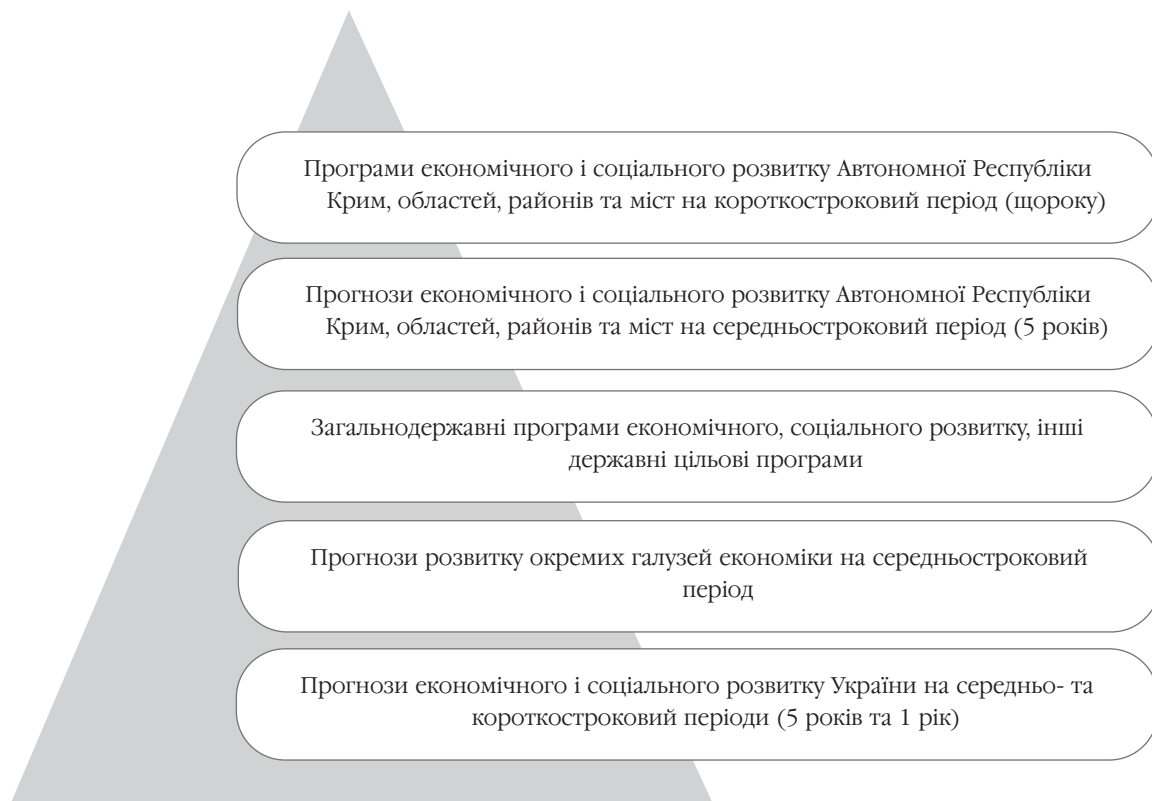 Програми економічного і соціального розвитку Автономної Республіки
Крим, областей, районів та міст на короткостроковий період (щороку)
Прогнози економічного і соціального розвитку Автономної Республіки
Крим, областей, районів та міст на середньостроковий період (5 років)
Загальнодержавні програми економічного, соціального розвитку, інші
державні цільові програми
Прогнози розвитку окремих галузей економіки на середньостроковий
період
Прогнози економічного і соціального розвитку України на середньо- та
короткостроковий періоди (5 років та 1 рік)